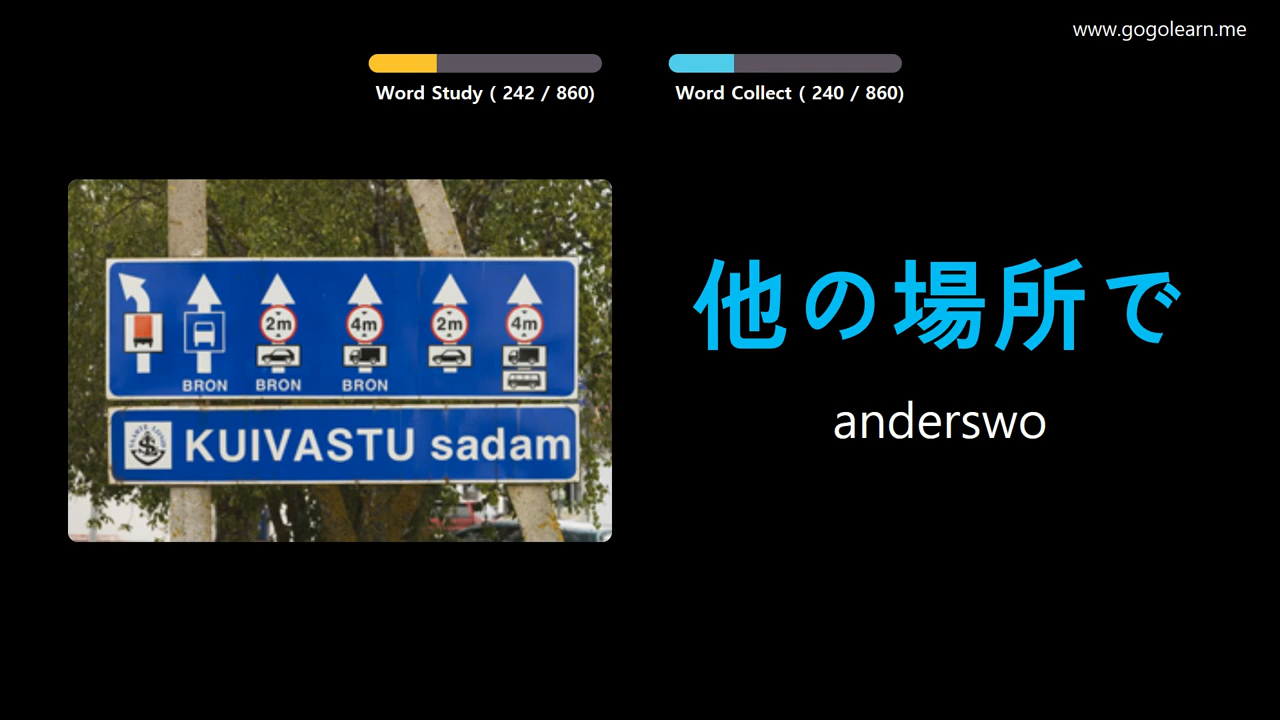 www.gogolearn.me
Word Study ( 242 / 860)
Word Collect ( 240 / 860)
2m
4m
2m
4m
BRON
BRON
BRON
KUIVASTU sadam
他の場所で
anderswo